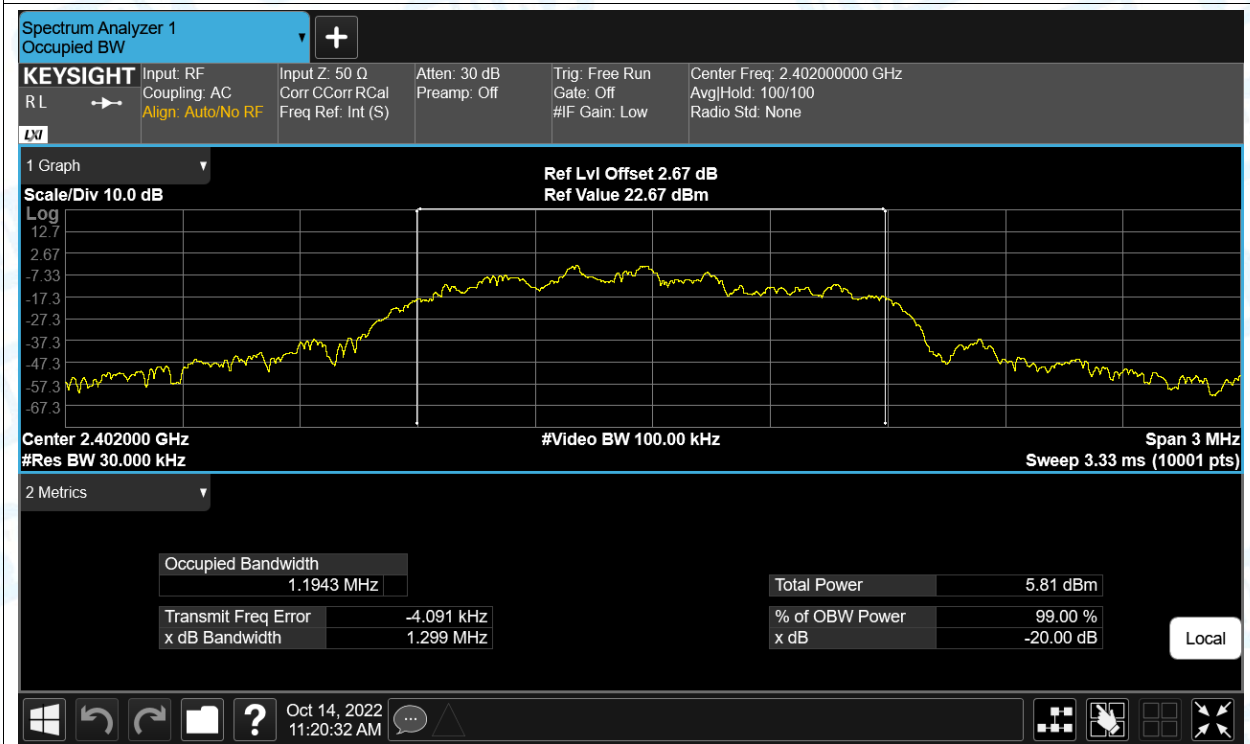 Spectrum Analyzer 1
Occupied BW
KEYSIGHT
R L
LXI
Input: RF
Coupling: AC
Align: Auto/No RF
Input Z: 50 Ω
Corr CCorr RCal
Freq Ref: Int (S)
Atten: 30 dB
Preamp: Off
Trig: Free Run
Gate: Off
#IF Gain: Low
Center Freq: 2.402000000 GHz
Avg|Hold: 100/100
Radio Std: None
1 Graph
Scale/Div 10.0 dB
Ref Lvl Offset 2.67 dB
Ref Value 22.67 dBm
Log
12.7
2.67
-7.33
-17.3
-27.3
-37.3
-47.3
-57.3
-67.3
Center 2.402000 GHz
#Res BW 30.000 kHz
#Video BW 100.00 kHz
Span 3 MHz
Sweep 3.33 ms (10001 pts)
2 Metrics
Occupied Bandwidth
1.1943 MHz
Transmit Freq Error -4.091 kHz
x dB Bandwidth 1.299 MHz
Total Power 5.81 dBm
% of OBW Power 99.00 %
x dB -20.00 dB
Local
?
Oct 14, 2022
11:20:32 AM